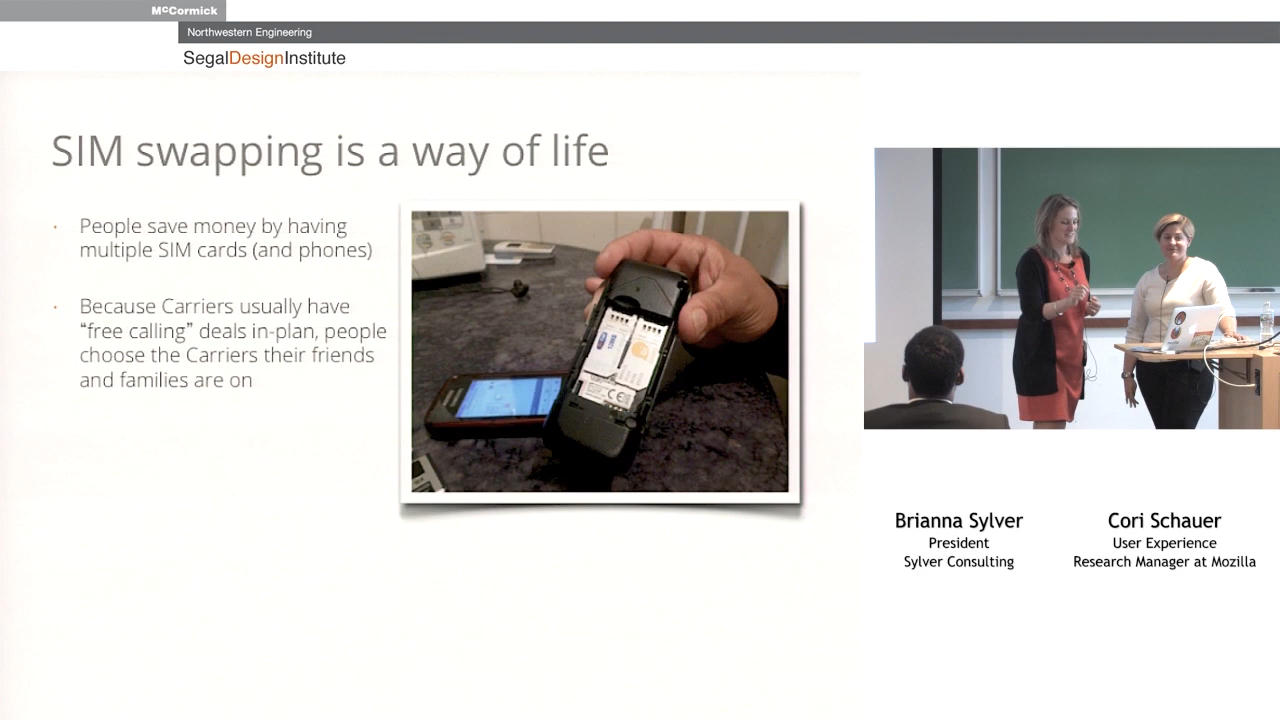 McCormick
Northwestern Engineering
SegalDesignInstitute
SIM swapping is a way of life
· People save money by having
multiple SIM cards (and phones)
· Because Carriers usually have
“free calling” deals in-plan, people
choose the Carriers their friends
and families are on
Brianna Sylver
President
Sylver Consulting
Cori Schauer
User Experience
Research Manager at Mozilla